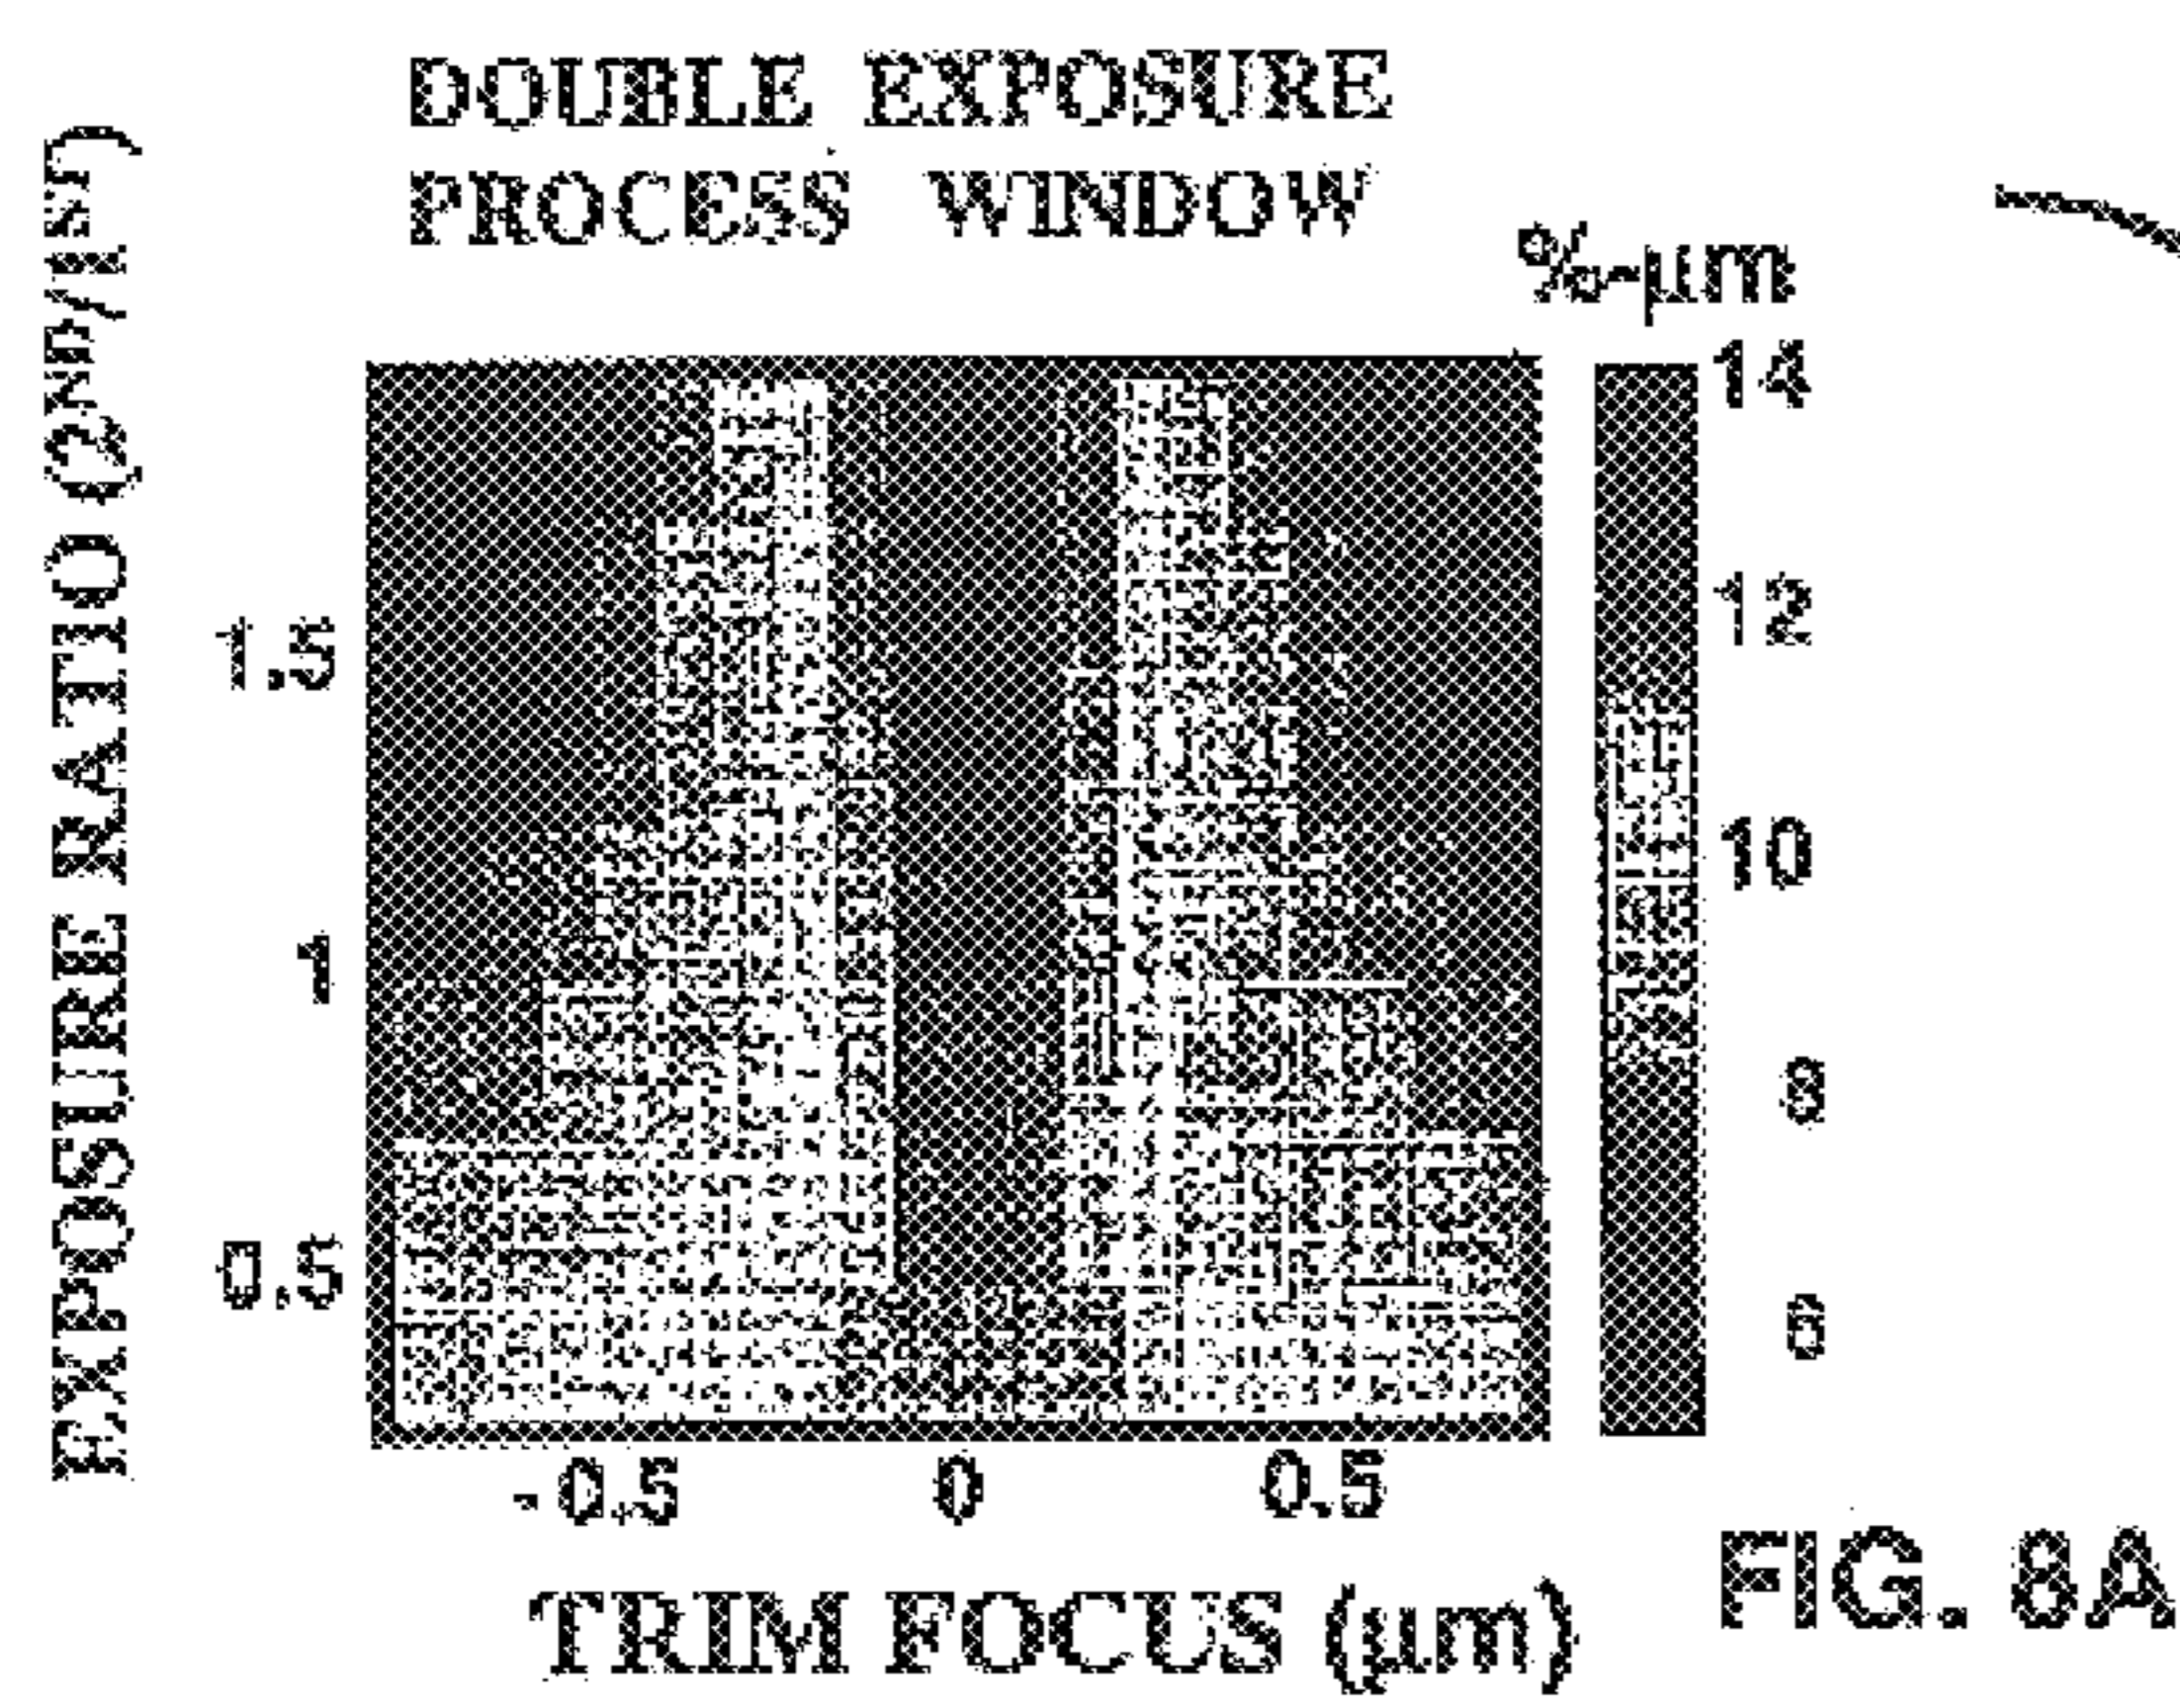 DOUBLE EXPOSURE
PROCESS WINDOW
%-µm
EXPOSURE RATIO (2ND/1ST)
1.5
1
0.5
14
12
10
8
6
-0.5 0 0.5
TRIM FOCUS (µm)
FIG. 8A